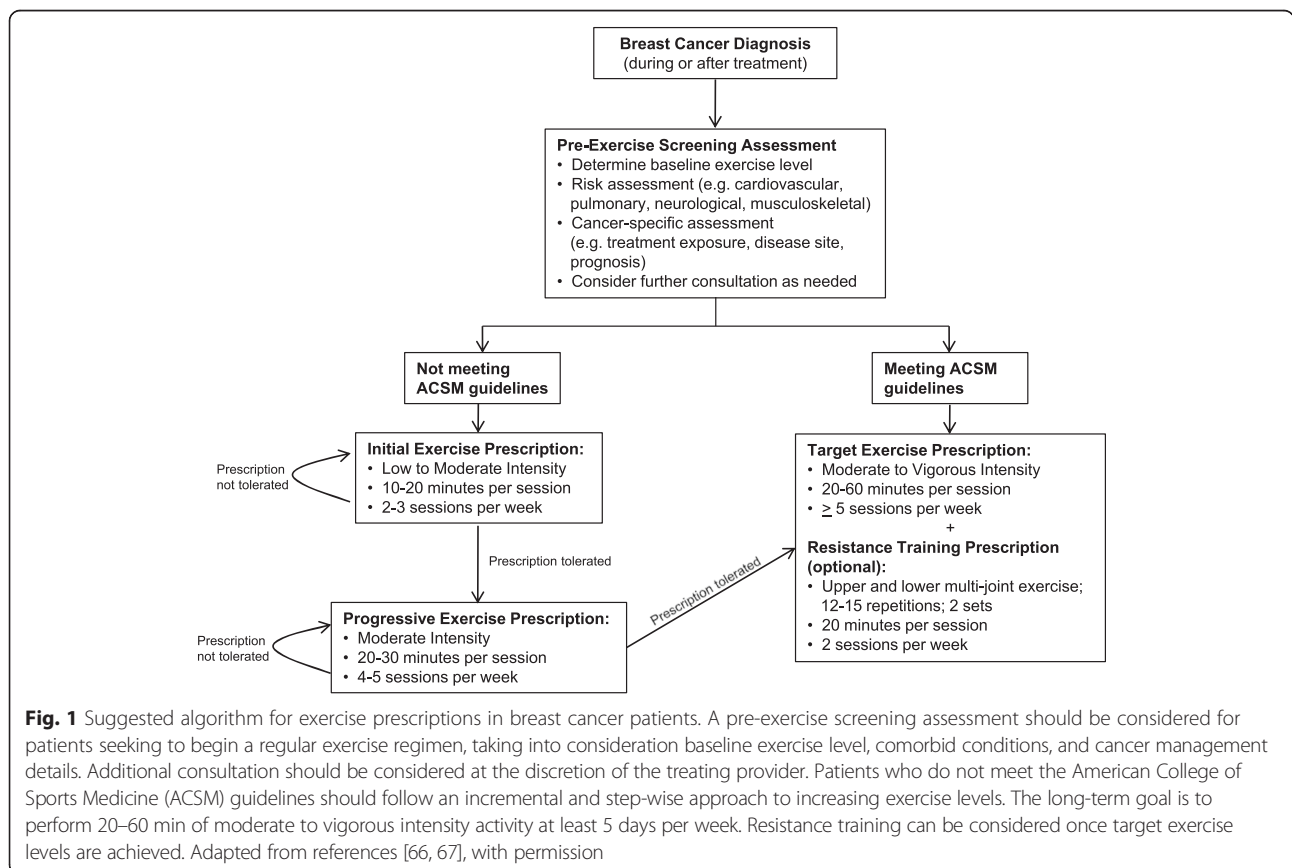 Breast Cancer Diagnosis
(during or after treatment)
Pre-Exercise Screening Assessment
• Determine baseline exercise level
• Risk assessment (e.g. cardiovascular,
pulmonary, neurological, musculoskeletal)
• Cancer-specific assessment
(e.g. treatment exposure, disease site,
prognosis)
• Consider further consultation as needed
Not meeting
ACSM guidelines
Meeting ACSM
guidelines
Initial Exercise Prescription:
• Low to Moderate Intensity
• 10-20 minutes per session
• 2-3 sessions per week
Prescription
not tolerated
Prescription tolerated
Progressive Exercise Prescription:
• Moderate Intensity
• 20-30 minutes per session
• 4-5 sessions per week
Prescription
not tolerated
Prescription tolerated
Target Exercise Prescription:
• Moderate to Vigorous Intensity
• 20-60 minutes per session
• ≥ 5 sessions per week
+
Resistance Training Prescription
(optional):
• Upper and lower multi-joint exercise;
12-15 repetitions; 2 sets
• 20 minutes per session
• 2 sessions per week
Fig. 1 Suggested algorithm for exercise prescriptions in breast cancer patients. A pre-exercise screening assessment should be considered for
patients seeking to begin a regular exercise regimen, taking into consideration baseline exercise level, comorbid conditions, and cancer management
details. Additional consultation should be considered at the discretion of the treating provider. Patients who do not meet the American College of
Sports Medicine (ACSM) guidelines should follow an incremental and step-wise approach to increasing exercise levels. The long-term goal is to
perform 20–60 min of moderate to vigorous intensity activity at least 5 days per week. Resistance training can be considered once target exercise
levels are achieved. Adapted from references [66, 67], with permission